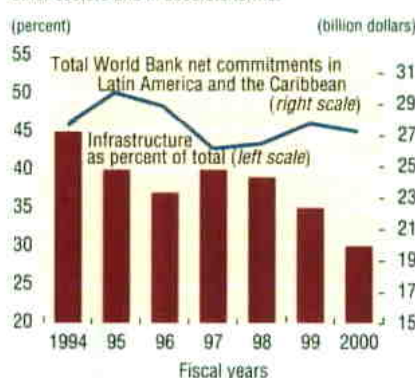 (percent) (billion dollars)
55
50
45
40
35
30
25
20
31
29
27
25
23
21
19
17
15
Total World Bank net commitments in
Latin America and the Caribbean
(right scale)
Infrastructure
as percent of total (left scale)
1994 95 96 97 98 99 2000
Fiscal years